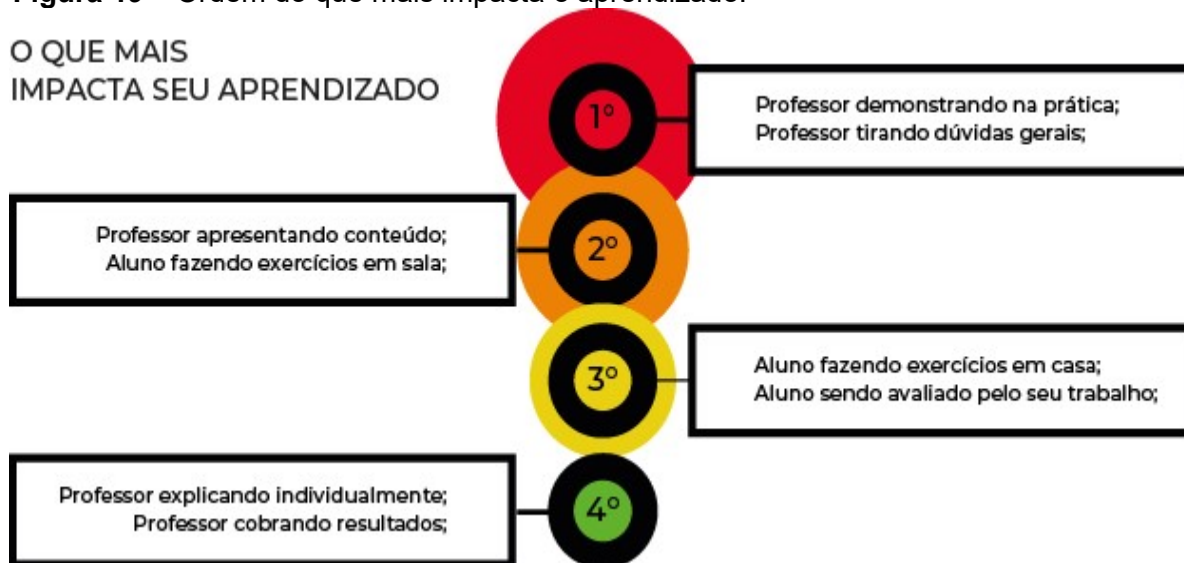 O QUE MAIS
IMPACTA SEU APRENDIZADO
1º
Professor demonstrando na prática;
Professor tirando dúvidas gerais;
2º
Professor apresentando conteúdo;
Aluno fazendo exercícios em sala;
3º
Aluno fazendo exercícios em casa;
Aluno sendo avaliado pelo seu trabalho;
4º
Professor explicando individualmente;
Professor cobrando resultados;